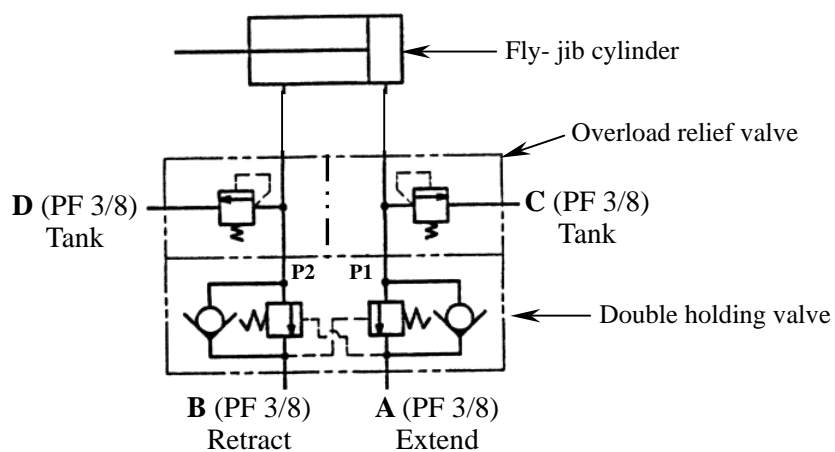 Fly- jib cylinder
Overload relief valve
D (PF 3/8)
Tank
C (PF 3/8)
Tank
P2
P1
Double holding valve
B (PF 3/8)
Retract
A (PF 3/8)
Extend